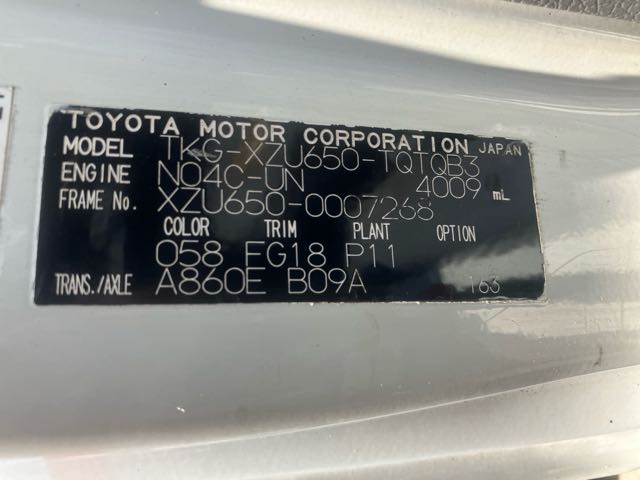 TOYOTA MOTOR CORPORATION JAPAN
MODEL TKG-XZU650-TQTQB3
ENGINE N04C-UN 4009 mL
FRAME No. XZU650-0007268
COLOR TRIM PLANT OPTION
058 FG18 P11
TRANS./AXLE A860E B09A 163